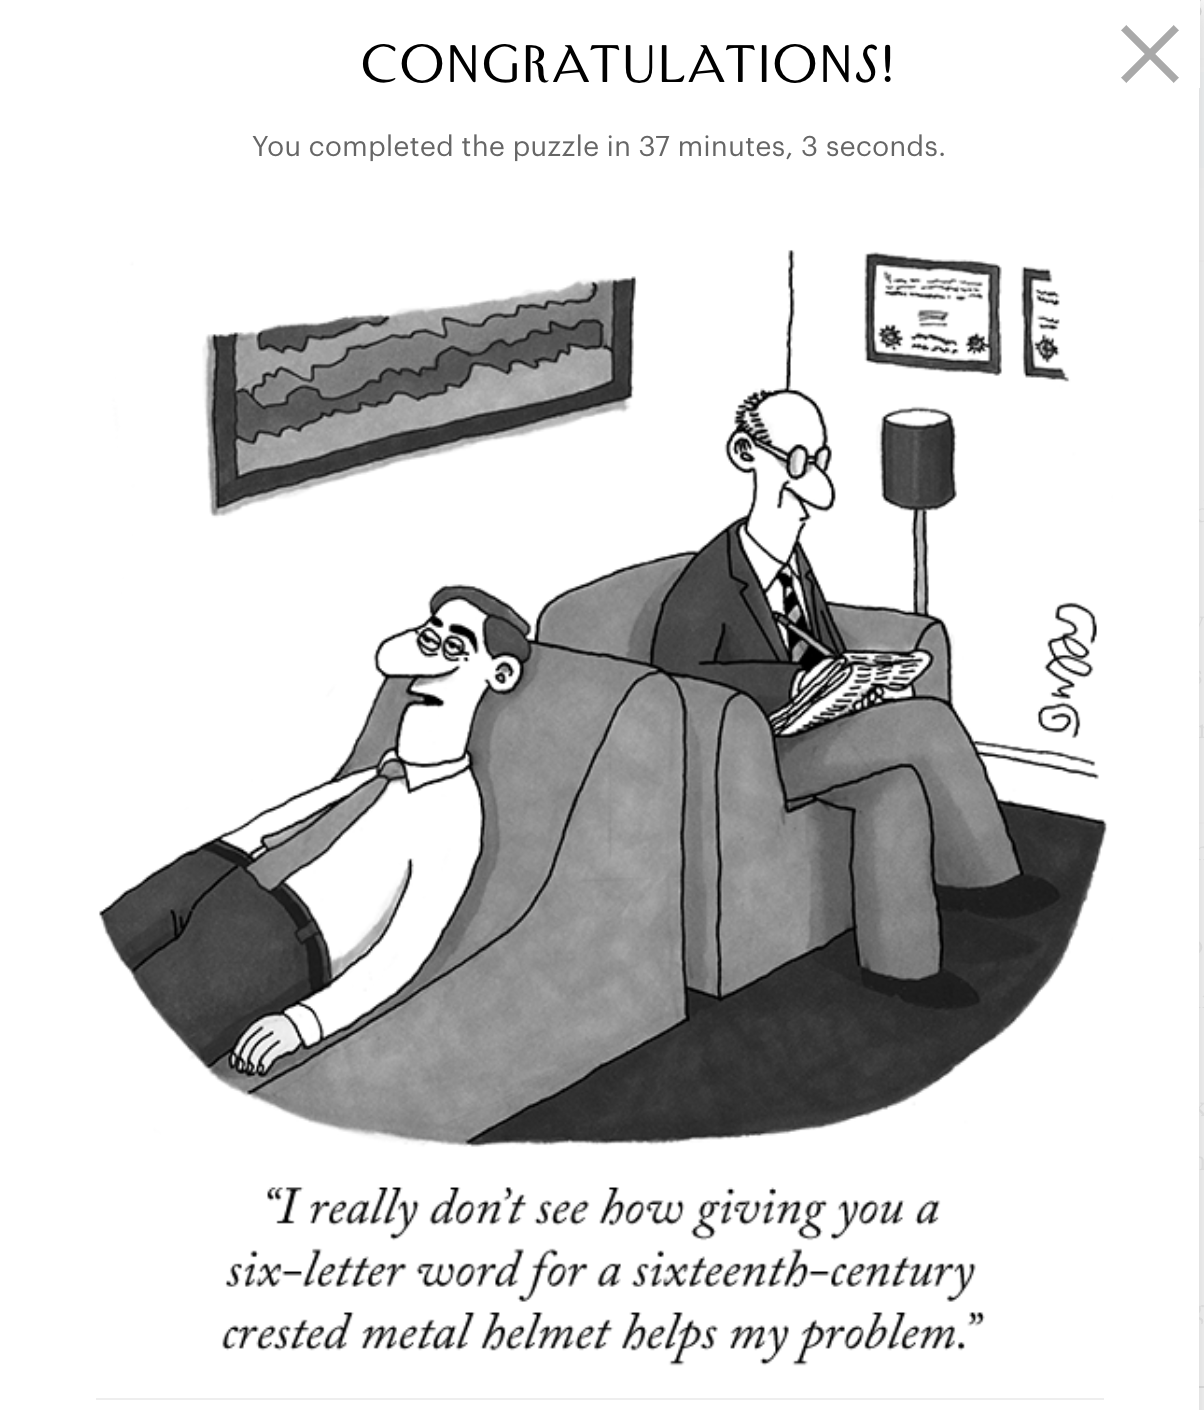 CONGRATULATIONS!
You completed the puzzle in 37 minutes, 3 seconds.
“I really don’t see how giving you a
six-letter word for a sixteenth-century
crested metal helmet helps my problem.”